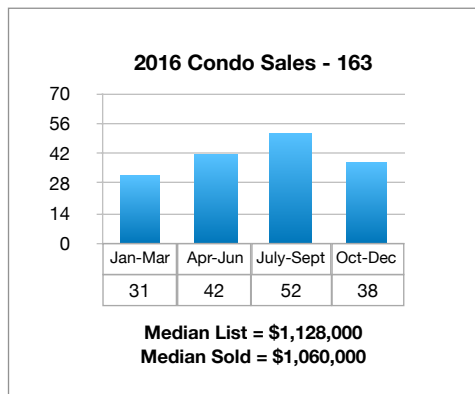 2016 Condo Sales - 163
70
56
42
28
14
0
Jan-Mar Apr-Jun July-Sept Oct-Dec
31 42 52 38
Median List = $1,128,000
Median Sold = $1,060,000